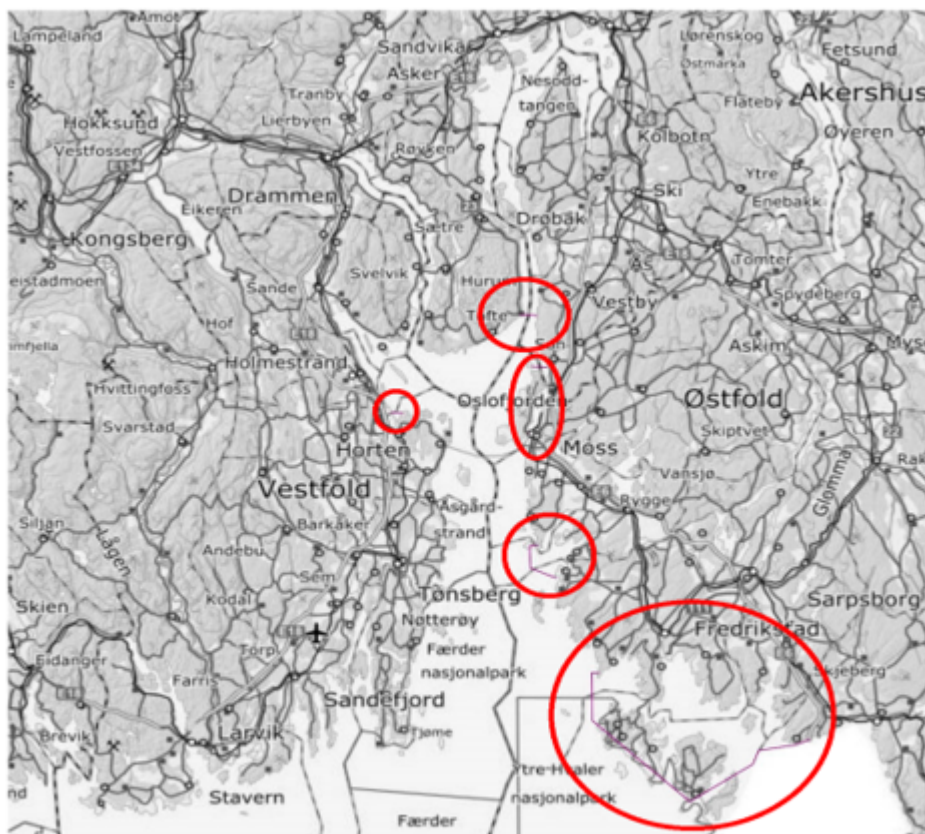 Lampeland
Åmot
Sandvika
Asker
Lørenskog
Østmarka
Fetsund
Nesodd-
tangen
Tranby
Lierbyen
Flateby
Akershus
Hokksund
Vestfossen
Røyken
Kolbotn
Øyeren
Drammen
Ski
Ytre
Enebakk
Eikeren
Drøbak
Sætre
Kongsberg
Tomter
Svelvik
Sande
Vestby
Spydeberg
Hof
Tofte
Son
Askim
Holmestrand
Hvittingfoss
Oslofjorden
Østfold
Svarstad
Horten
Moss
Skiptvet
Vansjø
Vestfold
Rygge
Glomma
Siljan
Barkåker
Åsgård-
strand
Lågen
Andebu
Sem
Kodal
Tønsberg
Skien
Nøtterøy
Sarpsborg
Torp
Fredrikstad
Eidanger
Færder
nasjonalpark
Skjeberg
Farris
Sandefjord
Brevik
Larvik
Tjøme
Ytre Hvaler
nasjonalpark
Stavern
Færder